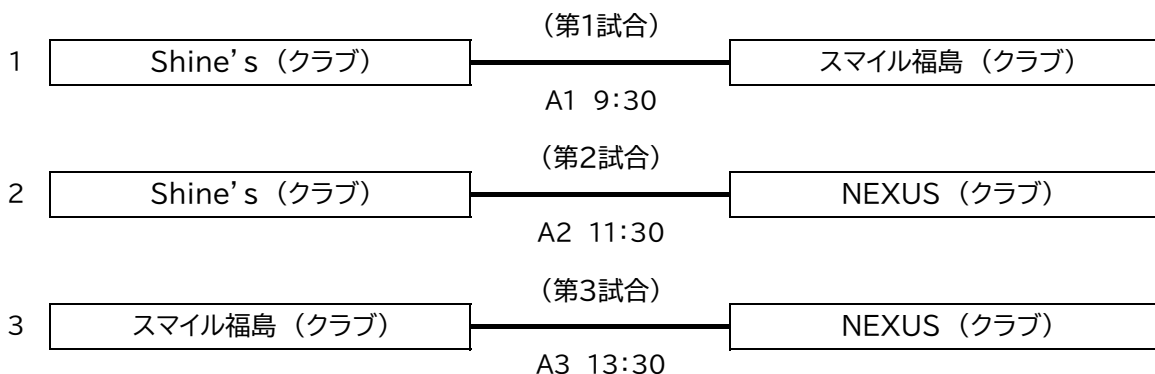 （第1試合）
1 Shine’s（クラブ） スマイル福島（クラブ）
A1 9：30
（第2試合）
2 Shine’s（クラブ） NEXUS（クラブ）
A2 11：30
（第3試合）
3 スマイル福島（クラブ） NEXUS（クラブ）
A3 13：30